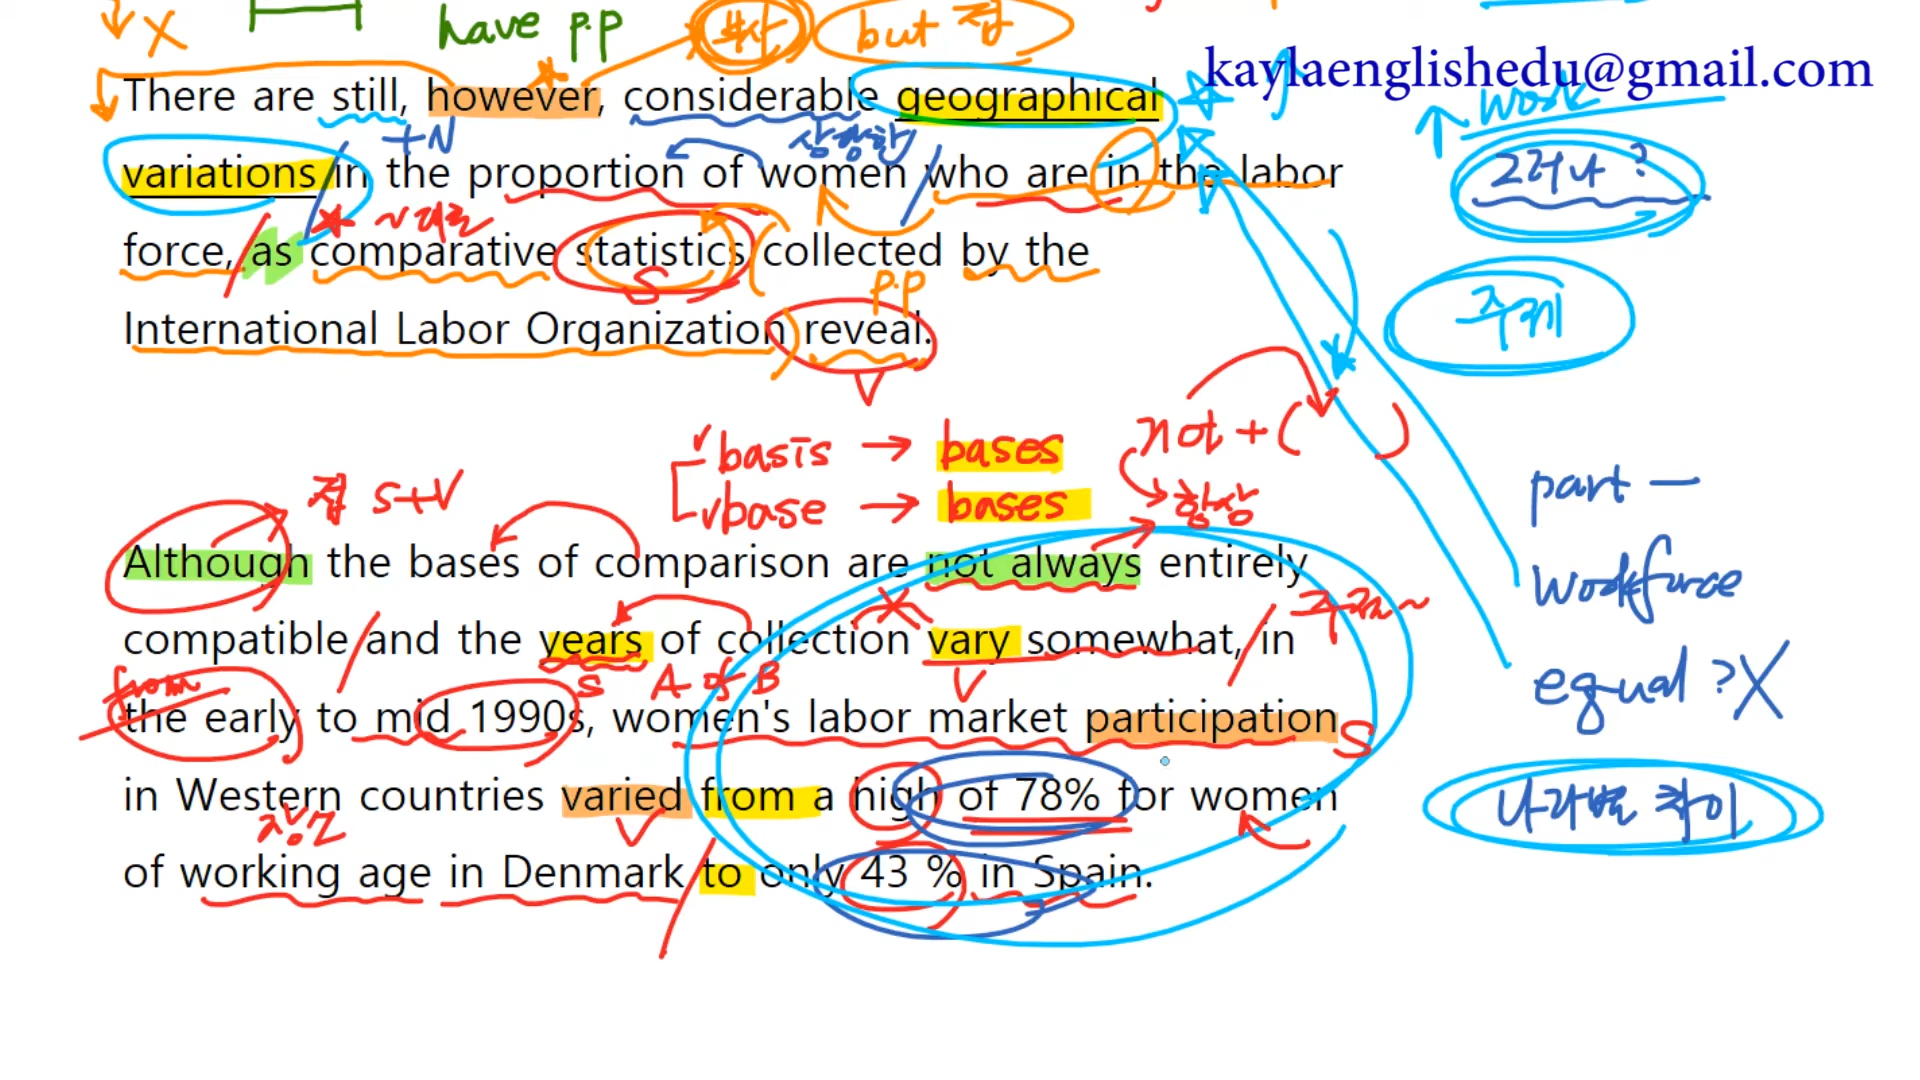 X
have p.p
부사
but 접
kaylaenglishedu@gmail.com
There are still, however, considerable geographical
work
+N
상당한
variations in the proportion of women who are in the labor
그러나 ?
~대로
force, as comparative statistics collected by the
S
p.p
주제
International Labor Organization reveal.
V
basis → bases
not + ( )
접 S+V
base → bases
항상
part —
Although the bases of comparison are not always entirely
workforce
compatible and the years of collection vary somewhat, in
S
A of B
V
equal ? X
from
the early to mid 1990s, women's labor market participation
S
in Western countries varied from a high of 78% for women
V
나라별 차이
of working age in Denmark to only 43 % in Spain.